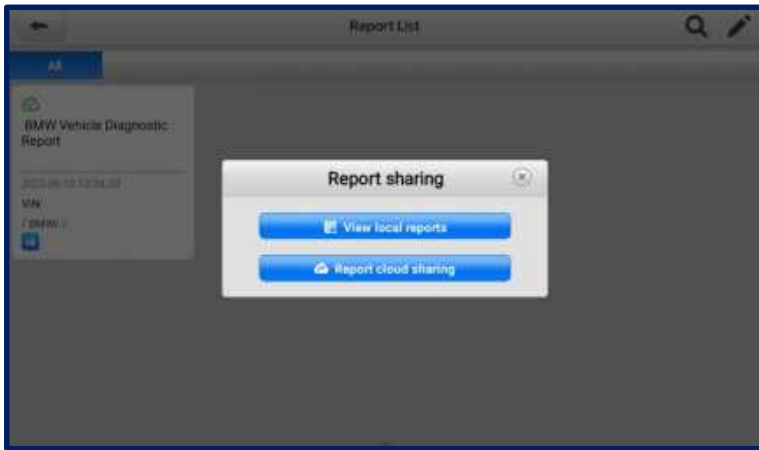 Report List
All
BMW Vehicle Diagnostic
Report
VIN
/ BMW /
Report sharing
View local reports
Report cloud sharing